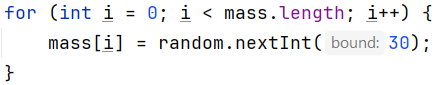 for (int i = 0; i < mass.length; i++) {
    mass[i] = random.nextInt( bound: 30);
}